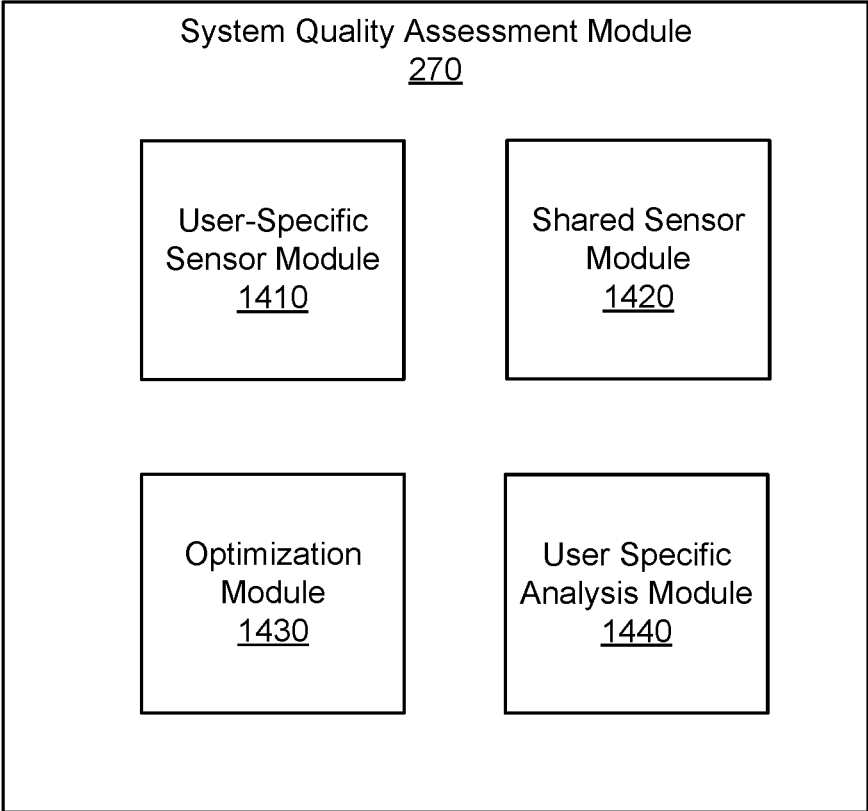 System Quality Assessment Module
270
User-Specific
Sensor Module
1410
Shared Sensor
Module
1420
Optimization
Module
1430
User Specific
Analysis Module
1440